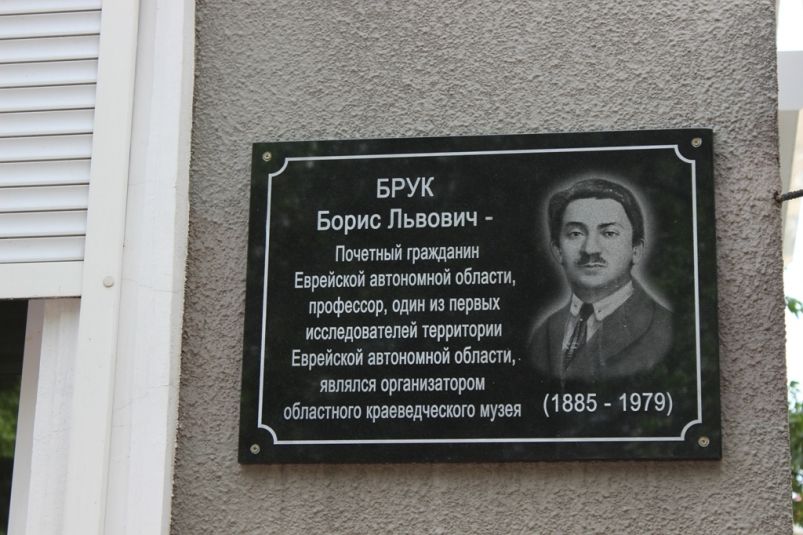 БРУК
Борис Львович -
Почетный гражданин
Еврейской автономной области,
профессор, один из первых
исследователей территории
Еврейской автономной области,
являлся организатором
областного краеведческого музея
(1885 - 1979)